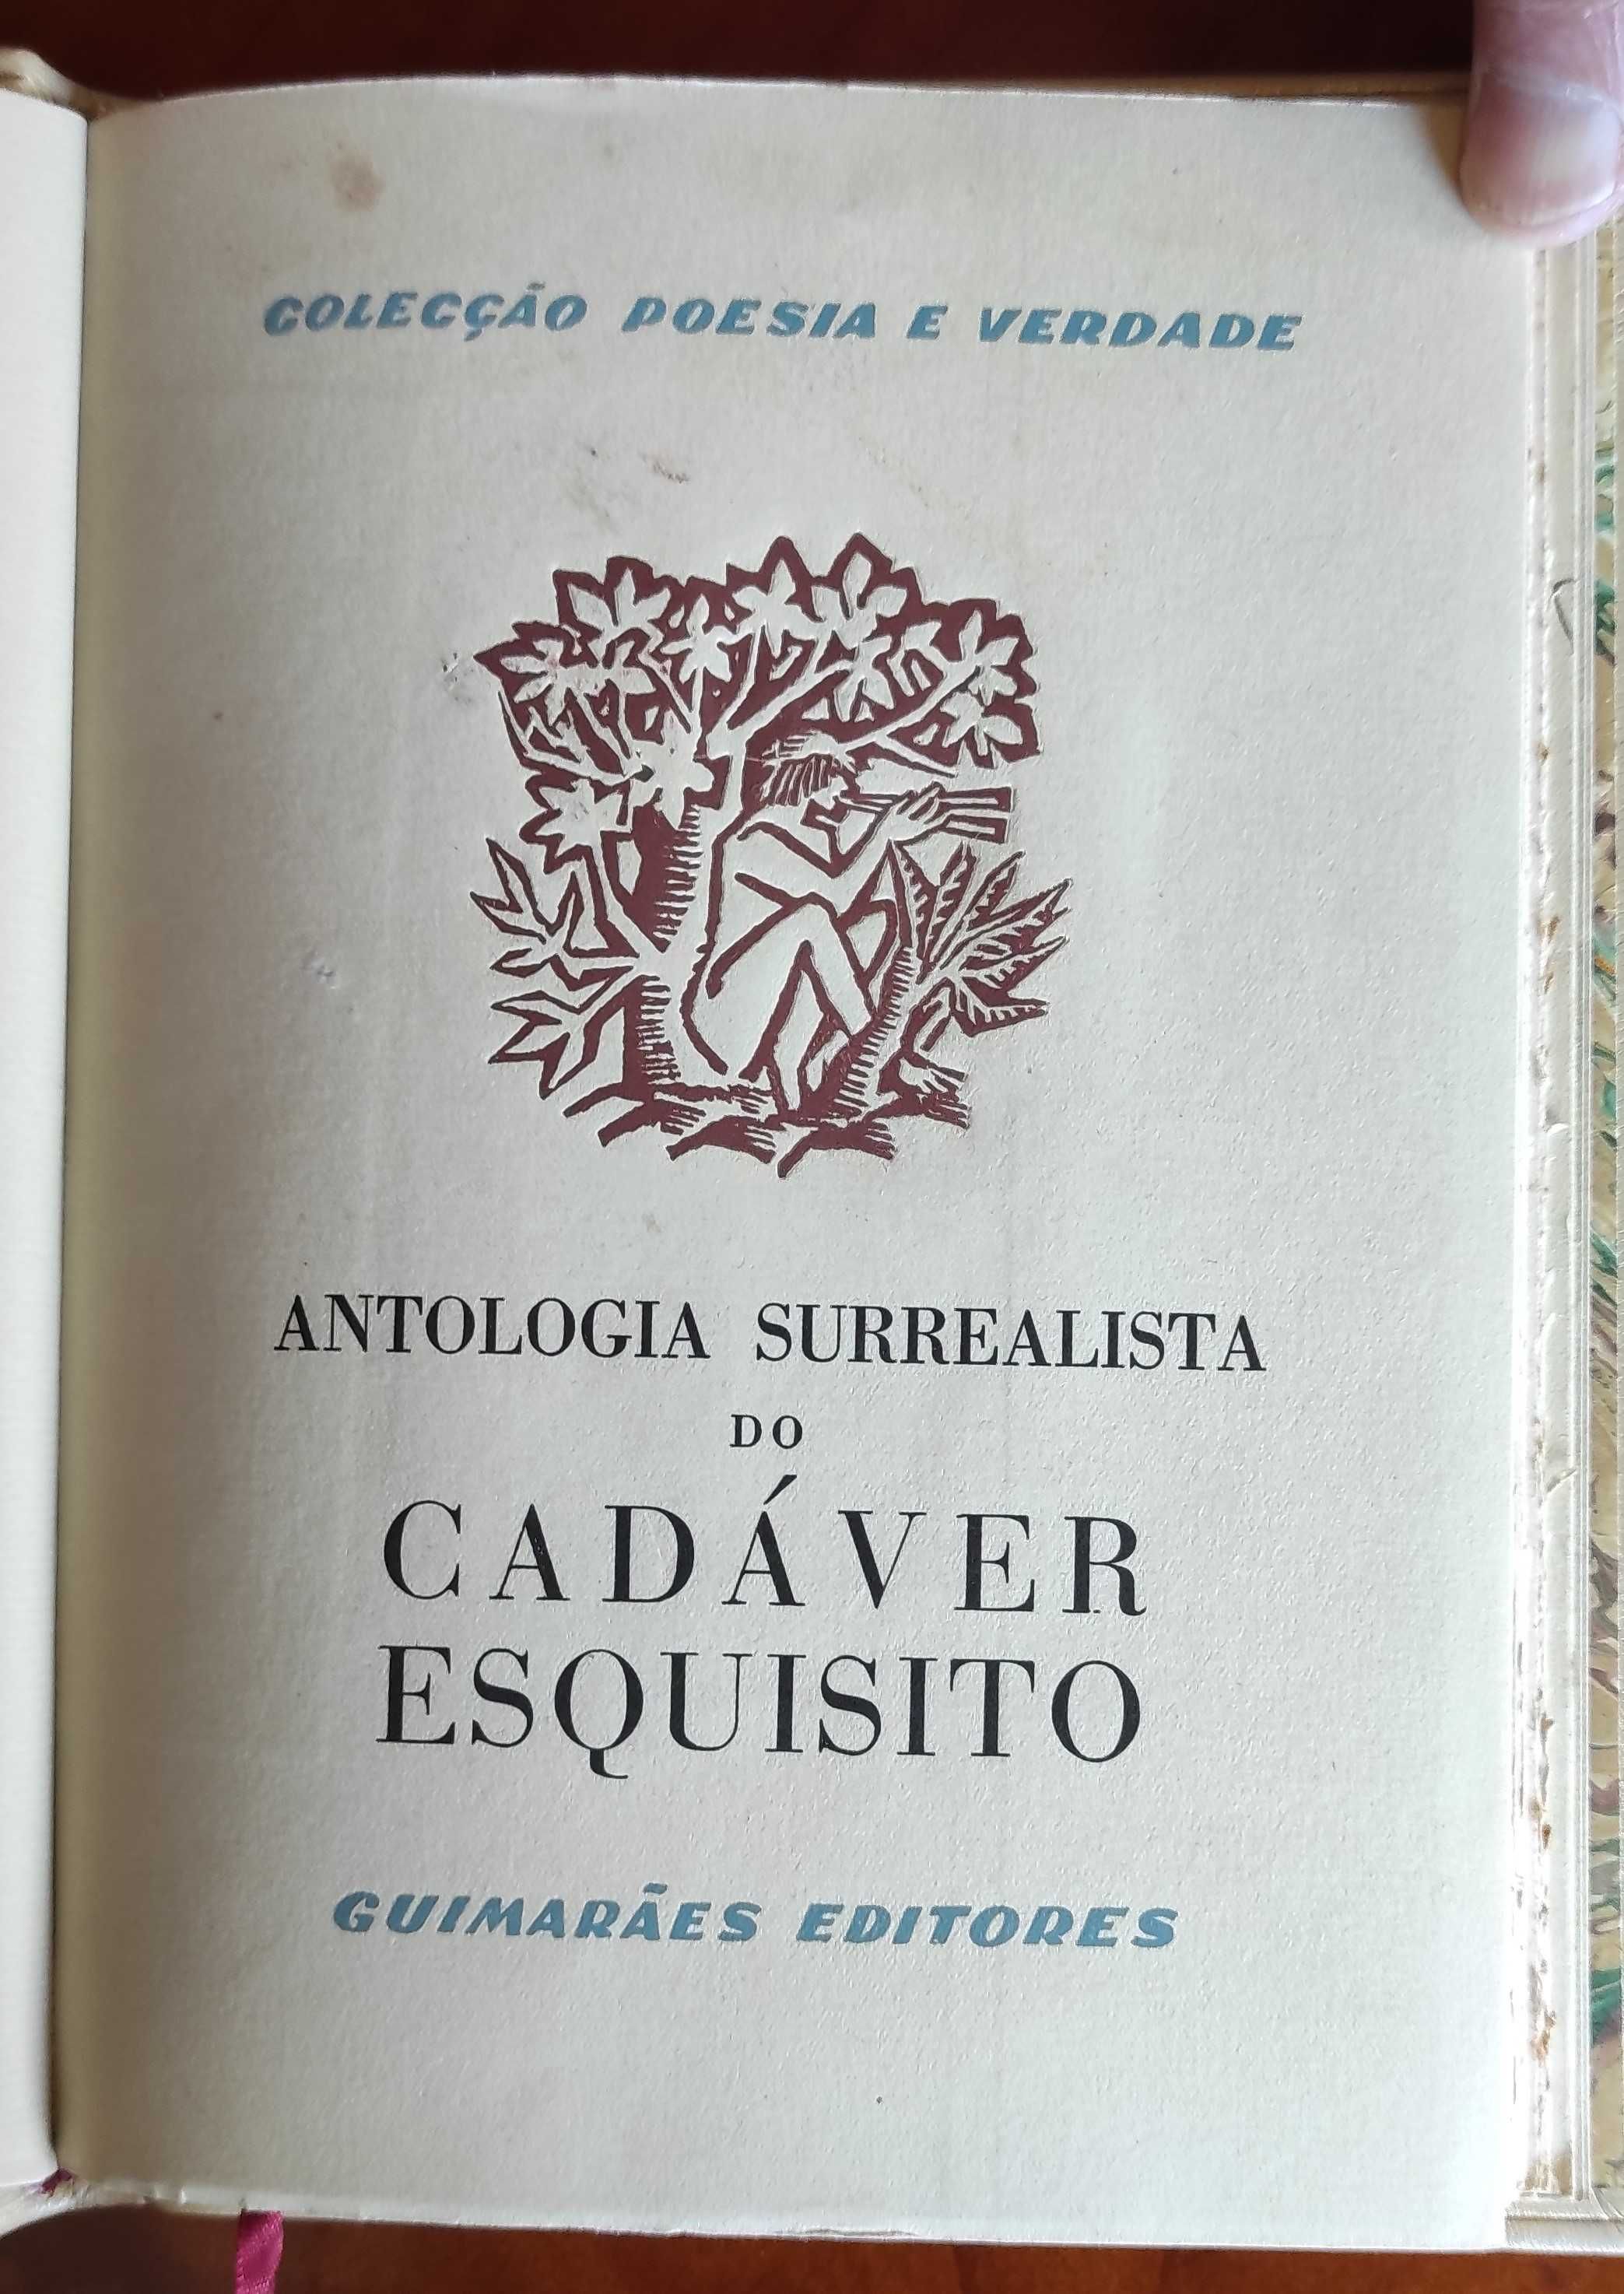 COLECÇÃO POESIA E VERDADE
ANTOLOGIA SURREALISTA
DO
CADÁVER
ESQUISITO
GUIMARÃES EDITORES